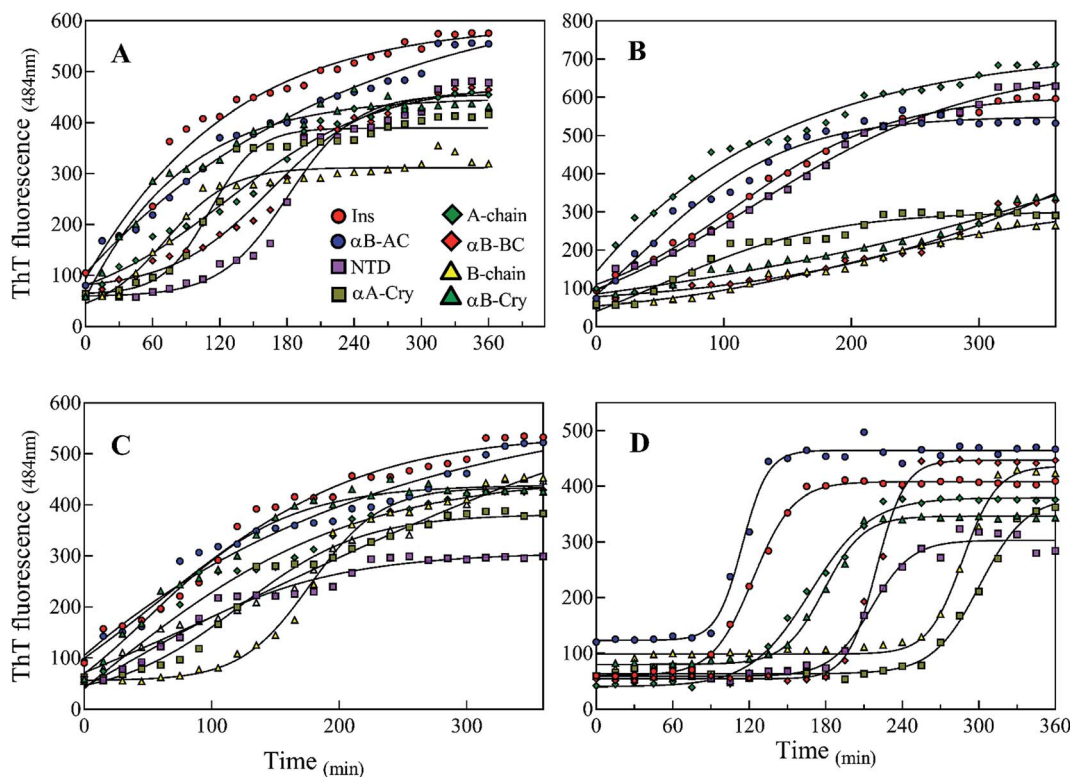 A
B
ThT fluorescence (484nm)
600
500
400
300
200
100
0
0 60 120 180 240 300 360
Ins
αB-AC
NTD
αA-Cry
A-chain
αB-BC
B-chain
αB-Cry
800
700
600
500
400
300
200
100
0
0 100 200 300
C
D
ThT fluorescence (484nm)
600
500
400
300
200
100
0
0 100 200 300
Time (min)
500
400
300
200
100
0
0 60 120 180 240 300 360
Time (min)